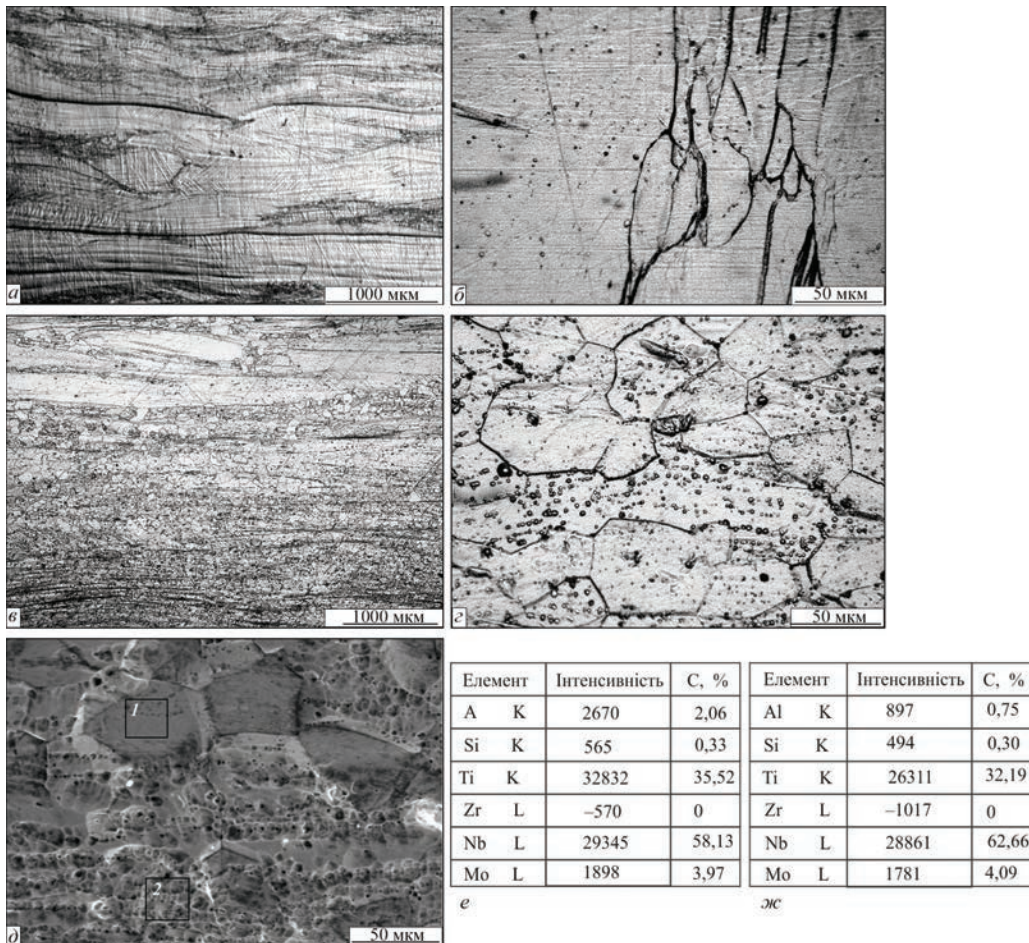 а
1000 мкм
б
50 мкм
в
1000 мкм
г
50 мкм
1
2
д
50 мкм
Елемент Інтенсивність С, %
A K 2670 2,06
Si K 565 0,33
Ti K 32832 35,52
Zr L –570 0
Nb L 29345 58,13
Mo L 1898 3,97
е
Елемент Інтенсивність С, %
Al K 897 0,75
Si K 494 0,30
Ti K 26311 32,19
Zr L –1017 0
Nb L 28861 62,66
Mo L 1781 4,09
ж